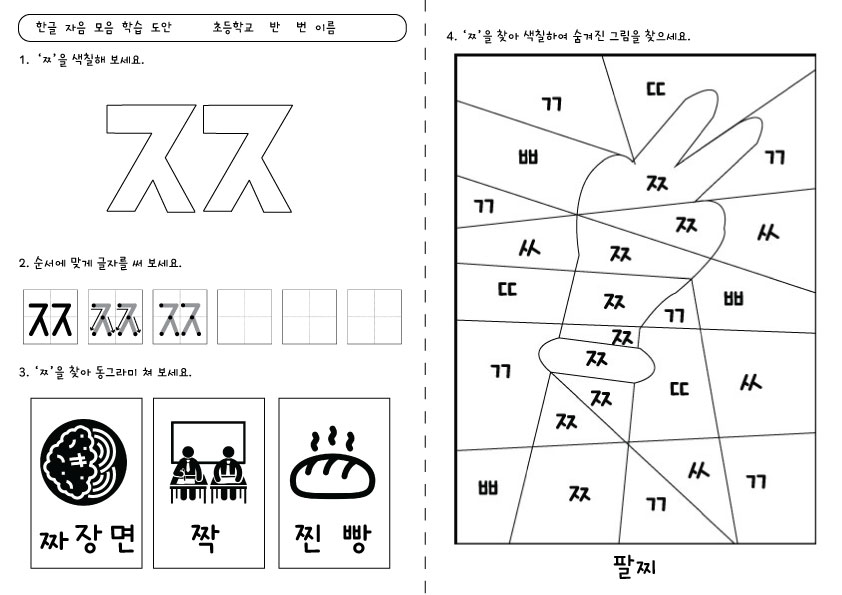 한글 자음 모음 학습 도안 초등학교 반 번 이름
1. 'ㅉ'을 색칠해 보세요.
ㅉ
2. 순서에 맞게 글자를 써 보세요.
ㅉ ㅉ ㅉ
3. 'ㅉ'을 찾아 동그라미 쳐 보세요.
짜장면 짝 찐빵
4. 'ㅉ'을 찾아 색칠하여 숨겨진 그림을 찾으세요.
ㄲ ㄸ
ㅃ ㄲ
ㅉ
ㄲ ㅉ ㅆ
ㅆ ㅉ
ㄸ ㅉ ㅃ
ㄲ
ㅉ
ㅉ
ㄲ ㅉ ㄸ ㅆ
ㅉ
ㅆ
ㅃ ㅉ ㄲ ㄲ
팔찌